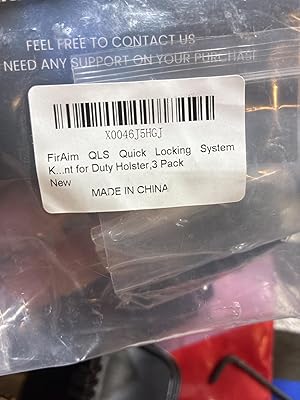 FEEL FREE TO CONTACT US
NEED ANY SUPPORT ON YOUR PURCHASE
X0046J5HGJ
FirAim QLS Quick Locking System
K...nt for Duty Holster,3 Pack
New
MADE IN CHINA